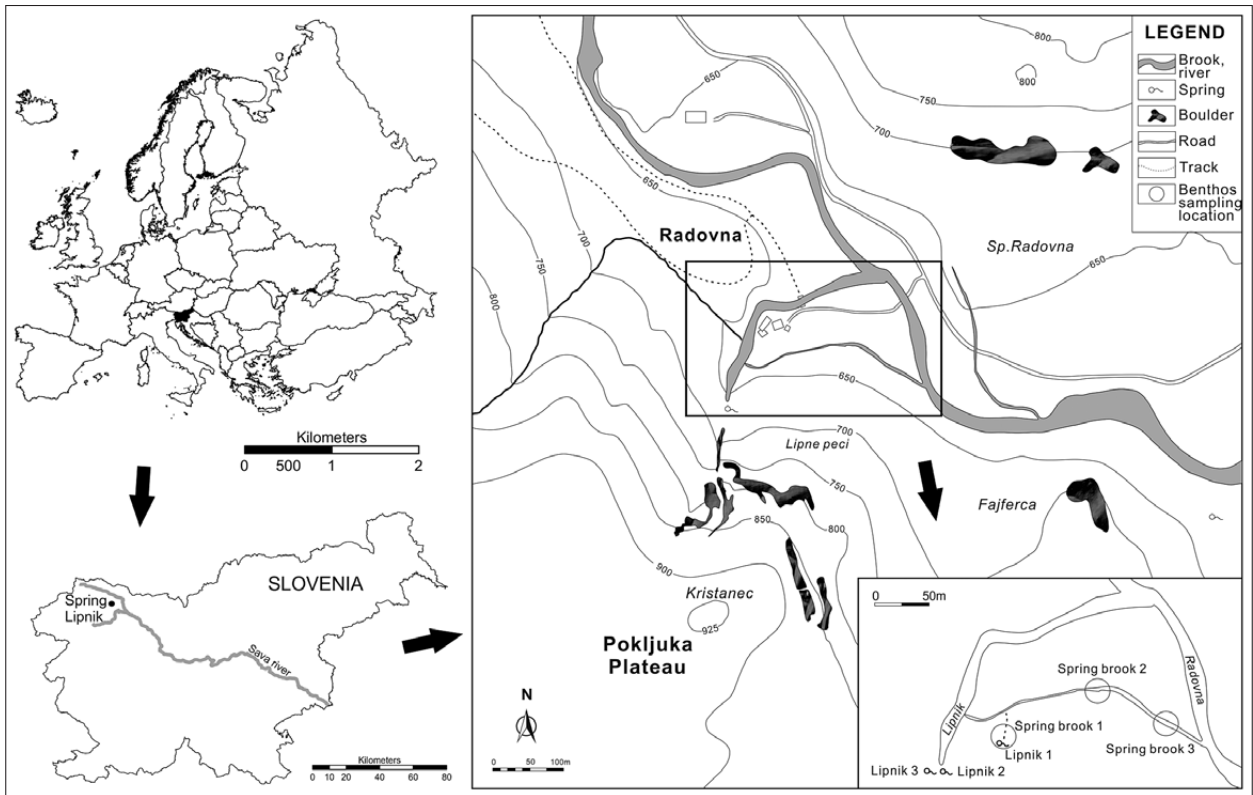 Kilometers
0 500 1 2
SLOVENIA
Spring
Lipnik
Sava river
Kilometers
0 10 20 40 60 80
LEGEND
Brook,
river
Spring
Boulder
Road
Track
Benthos
sampling
location
800
800
750
700
650
650
Radovna
Sp.Radovna
650
700
750
800
650
Lipne peci
700
750
800
850
900
Fajferca
Kristanec
925
Pokljuka
Plateau
N
0 50 100m
0 50m
Radovna
Lipnik
Spring brook 2
Spring brook 1
Lipnik 1
Spring brook 3
Lipnik 3
Lipnik 2